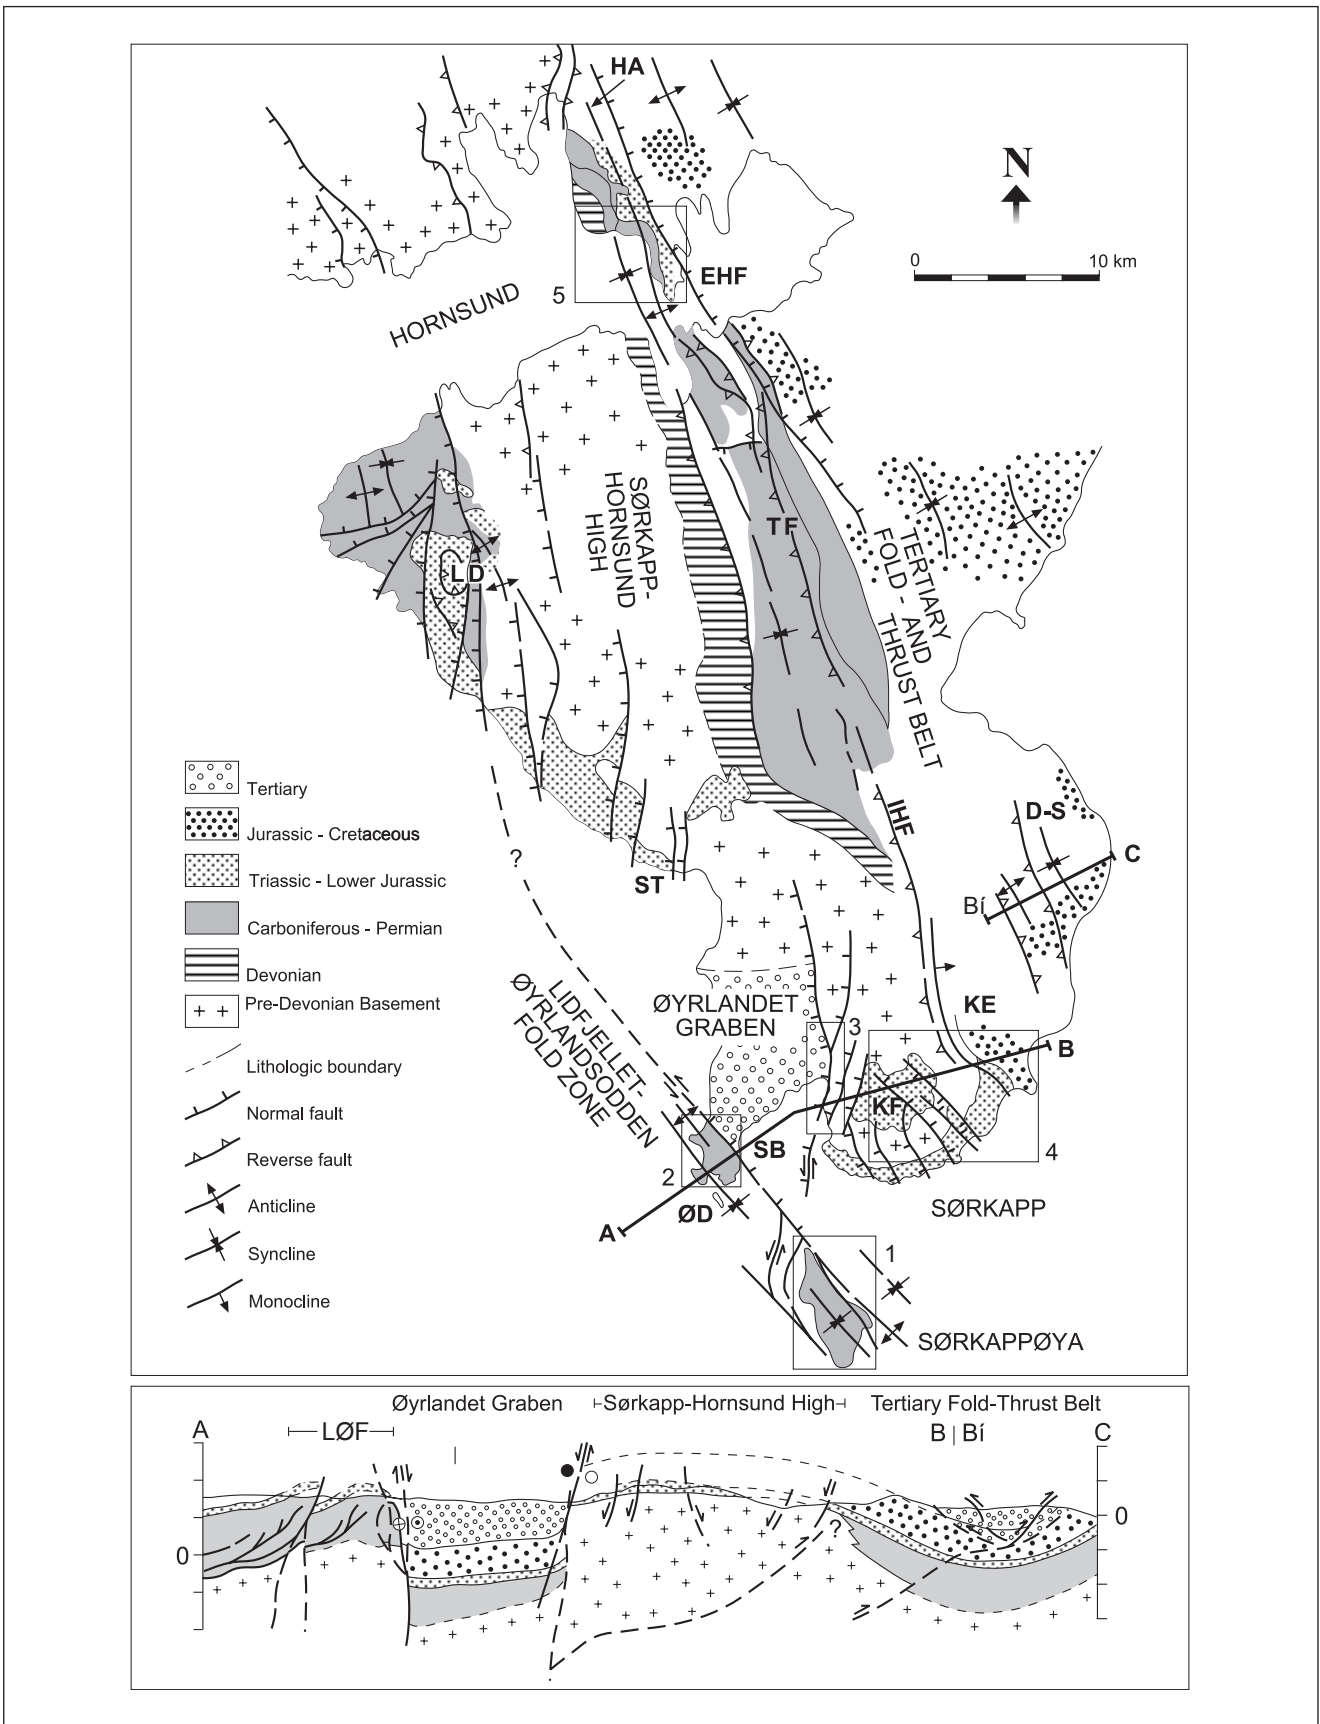 HA
N
0
10 km
EHF
5
HORNSUND
SØRKAPP-
HORNSUND
HIGH
TF
TERTIARY
FOLD - AND
THRUST BELT
LD
Tertiary
Jurassic - Cretaceous
Triassic - Lower Jurassic
Carboniferous - Permian
Devonian
Pre-Devonian Basement
Lithologic boundary
Normal fault
Reverse fault
Anticline
Syncline
Monocline
?
ST
IHF
D-S
C
Bí
LIDFJELLET-
ØYRLANDSODDEN
FOLD ZONE
ØYRLANDET
GRABEN
3
KE
B
KF
4
SB
2
ØD
A
SØRKAPP
1
SØRKAPPØYA
Øyrlandet Graben
Sørkapp-Hornsund High
Tertiary Fold-Thrust Belt
A
LØF
B | Bí
C
0
0
?